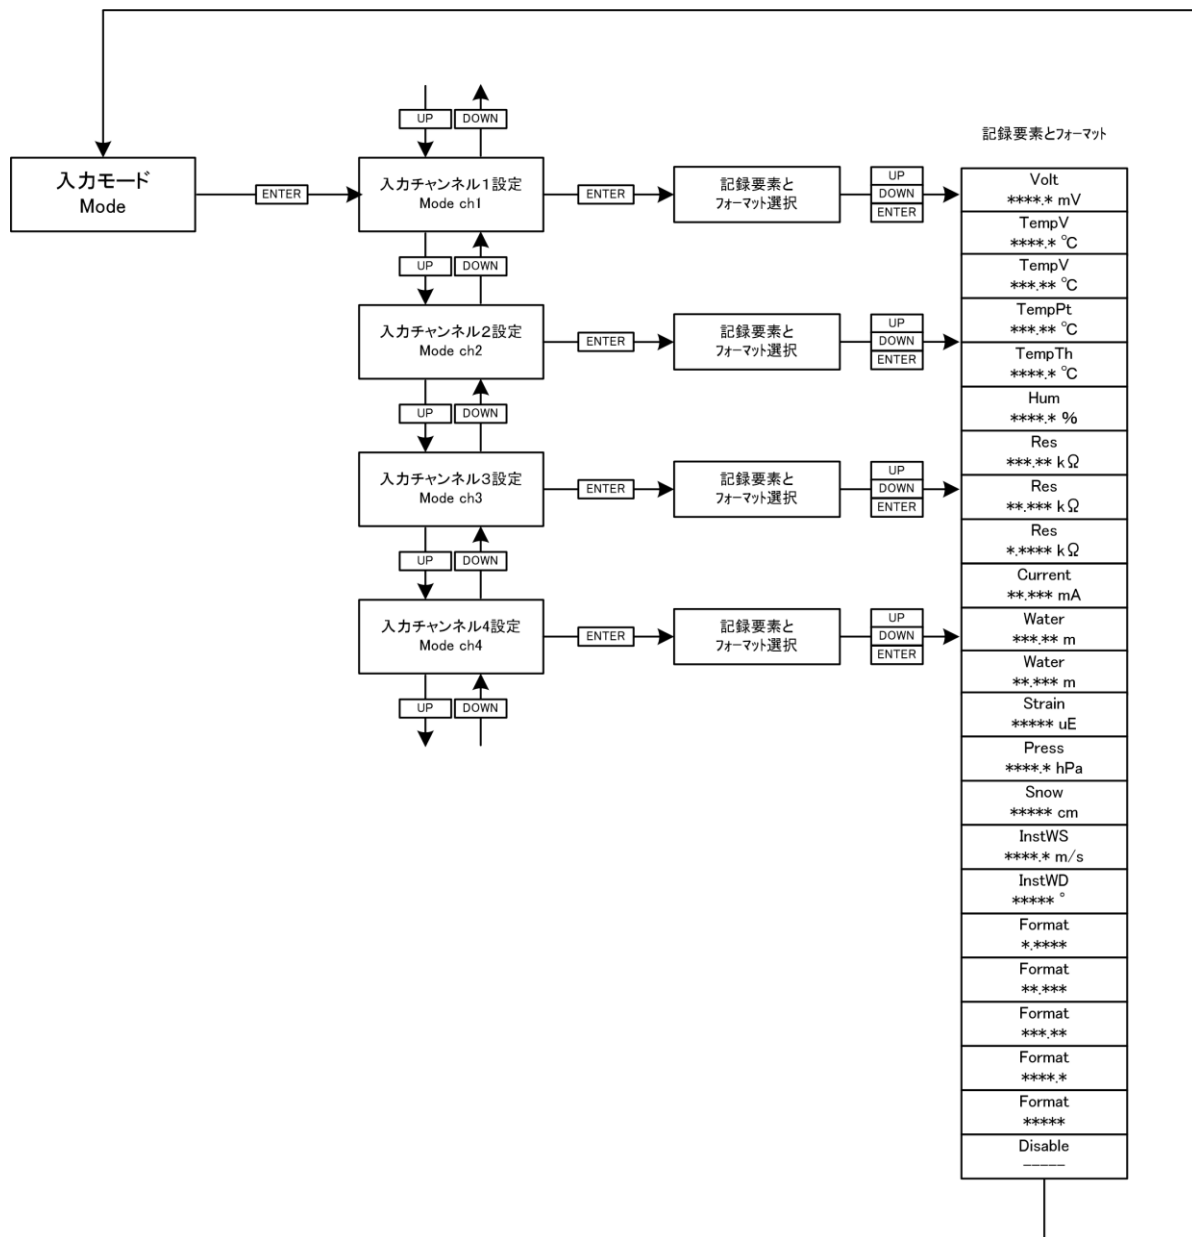 UP
DOWN
記録要素とフォーマット
入力モード
Mode
ENTER
入力チャンネル1設定
Mode ch1
ENTER
記録要素と
フォーマット選択
UP
DOWN
ENTER
UP
DOWN
入力チャンネル2設定
Mode ch2
ENTER
記録要素と
フォーマット選択
UP
DOWN
ENTER
UP
DOWN
入力チャンネル3設定
Mode ch3
ENTER
記録要素と
フォーマット選択
UP
DOWN
ENTER
UP
DOWN
入力チャンネル4設定
Mode ch4
ENTER
記録要素と
フォーマット選択
UP
DOWN
ENTER
UP
DOWN
Volt
****.* mV
TempV
****.* ℃
TempV
***.** ℃
TempPt
***.** ℃
TempTh
****.* ℃
Hum
****.* %
Res
***.** kΩ
Res
**.*** kΩ
Res
*.**** kΩ
Current
**.*** mA
Water
***.** m
Water
**.*** m
Strain
***** uE
Press
****.* hPa
Snow
***** cm
InstWS
****.* m/s
InstWD
***** °
Format
*.****
Format
**.***
Format
***.**
Format
****.*
Format
*****
Disable
-----